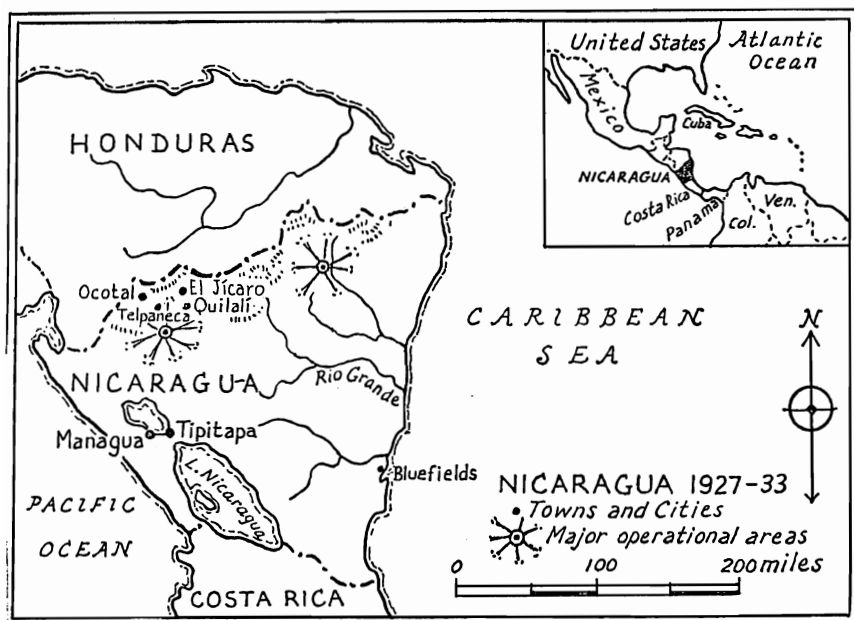 United States
Atlantic
Ocean
Mexico
Cuba
NICARAGUA
Costa Rica
Panama
Col.
Ven.
HONDURAS
Ocotal
El Jícaro
Quilalí
Telpaneca
CARIBBEAN
SEA
N
NICARAGUA
Rio Grande
Managua
Tipitapa
L. Nicaragua
Bluefields
PACIFIC
OCEAN
COSTA RICA
NICARAGUA 1927-33
Towns and Cities
Major operational areas
0 100 200 miles